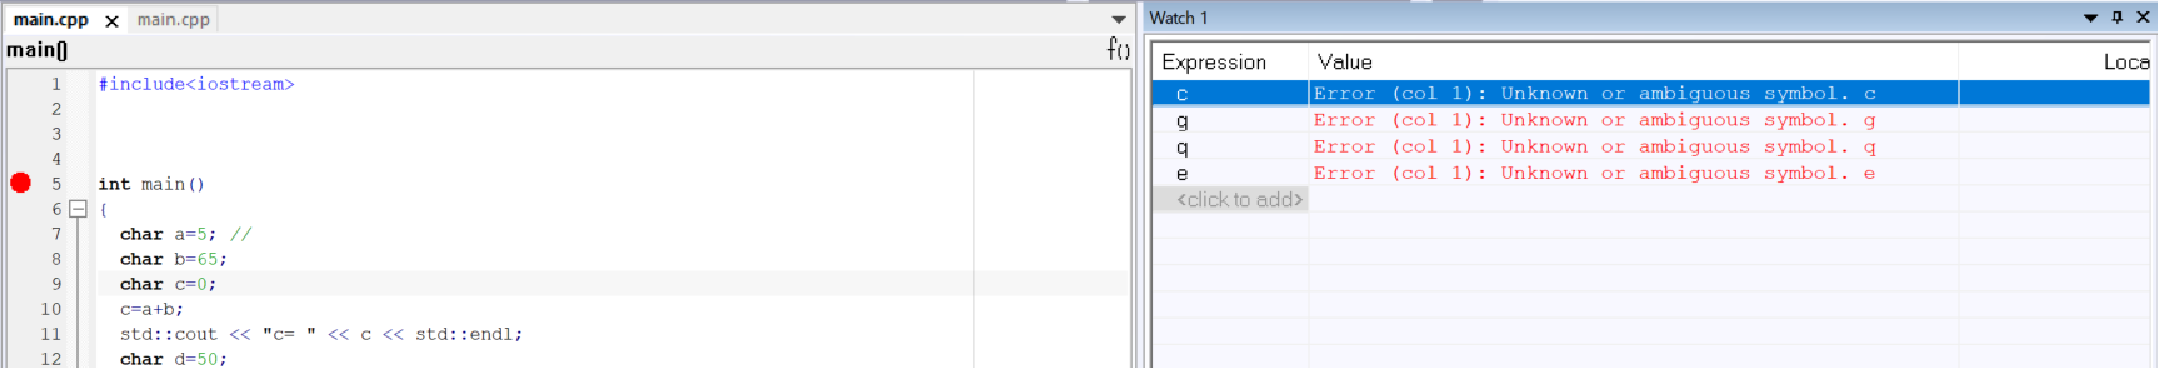 main.cpp main.cpp
main()
1 #include<iostream>
2
3
4
5 int main()
6 {
7 char a=5; //
8 char b=65;
9 char c=0;
10 c=a+b;
11 std::cout << "c= " << c << std::endl;
12 char d=50;
f()
Watch 1
Expression Value Loca
c Error (col 1): Unknown or ambiguous symbol. c
g Error (col 1): Unknown or ambiguous symbol. g
q Error (col 1): Unknown or ambiguous symbol. q
e Error (col 1): Unknown or ambiguous symbol. e
<click to add>